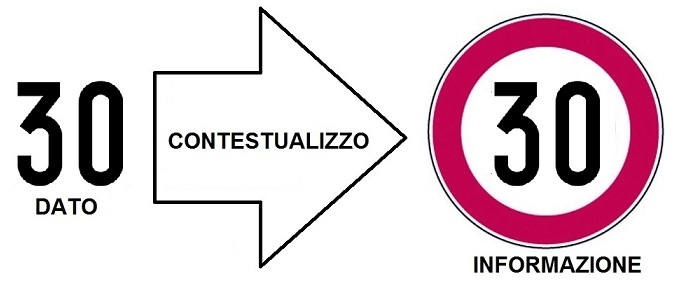 30
DATO
CONTESTUALIZZO
30
INFORMAZIONE